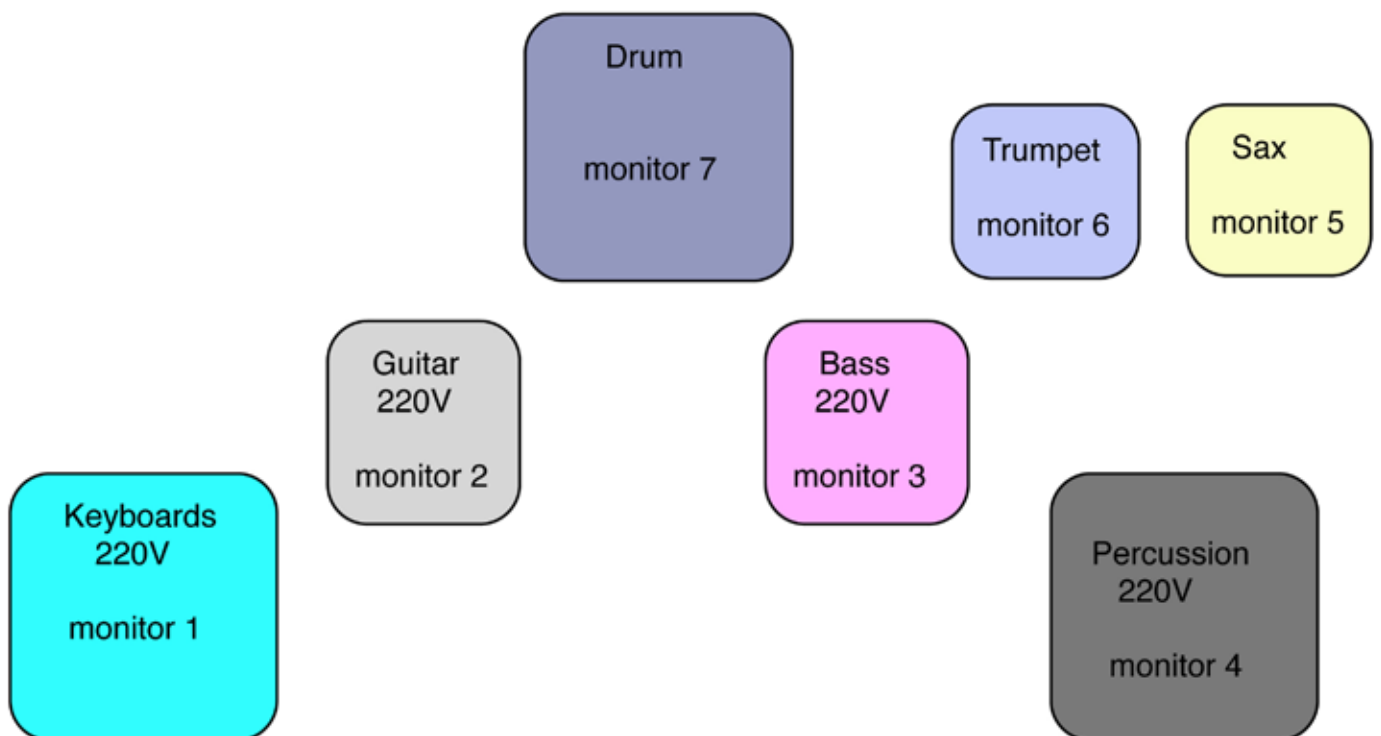 Drum
monitor 7
Trumpet
monitor 6
Sax
monitor 5
Guitar
220V
monitor 2
Bass
220V
monitor 3
Keyboards
220V
monitor 1
Percussion
220V
monitor 4